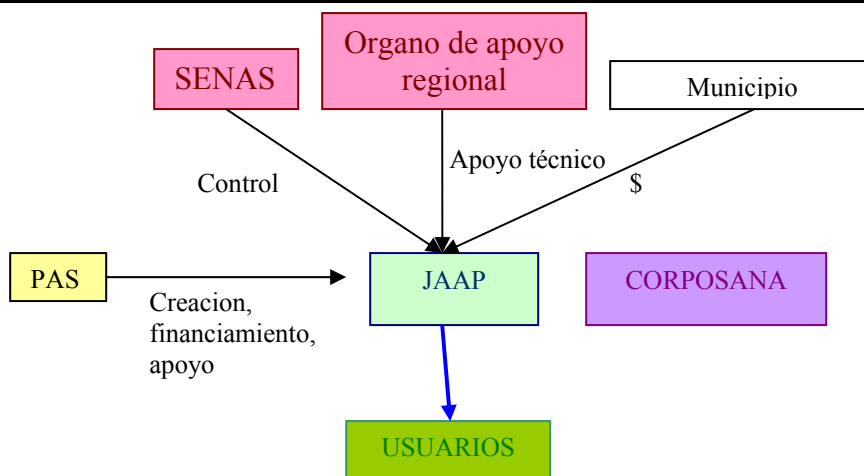 Organo de apoyo
regional
SENAS
Municipio
Apoyo técnico
Control
$
PAS
JAAP
CORPOSANA
Creacion,
financiamiento,
apoyo
USUARIOS